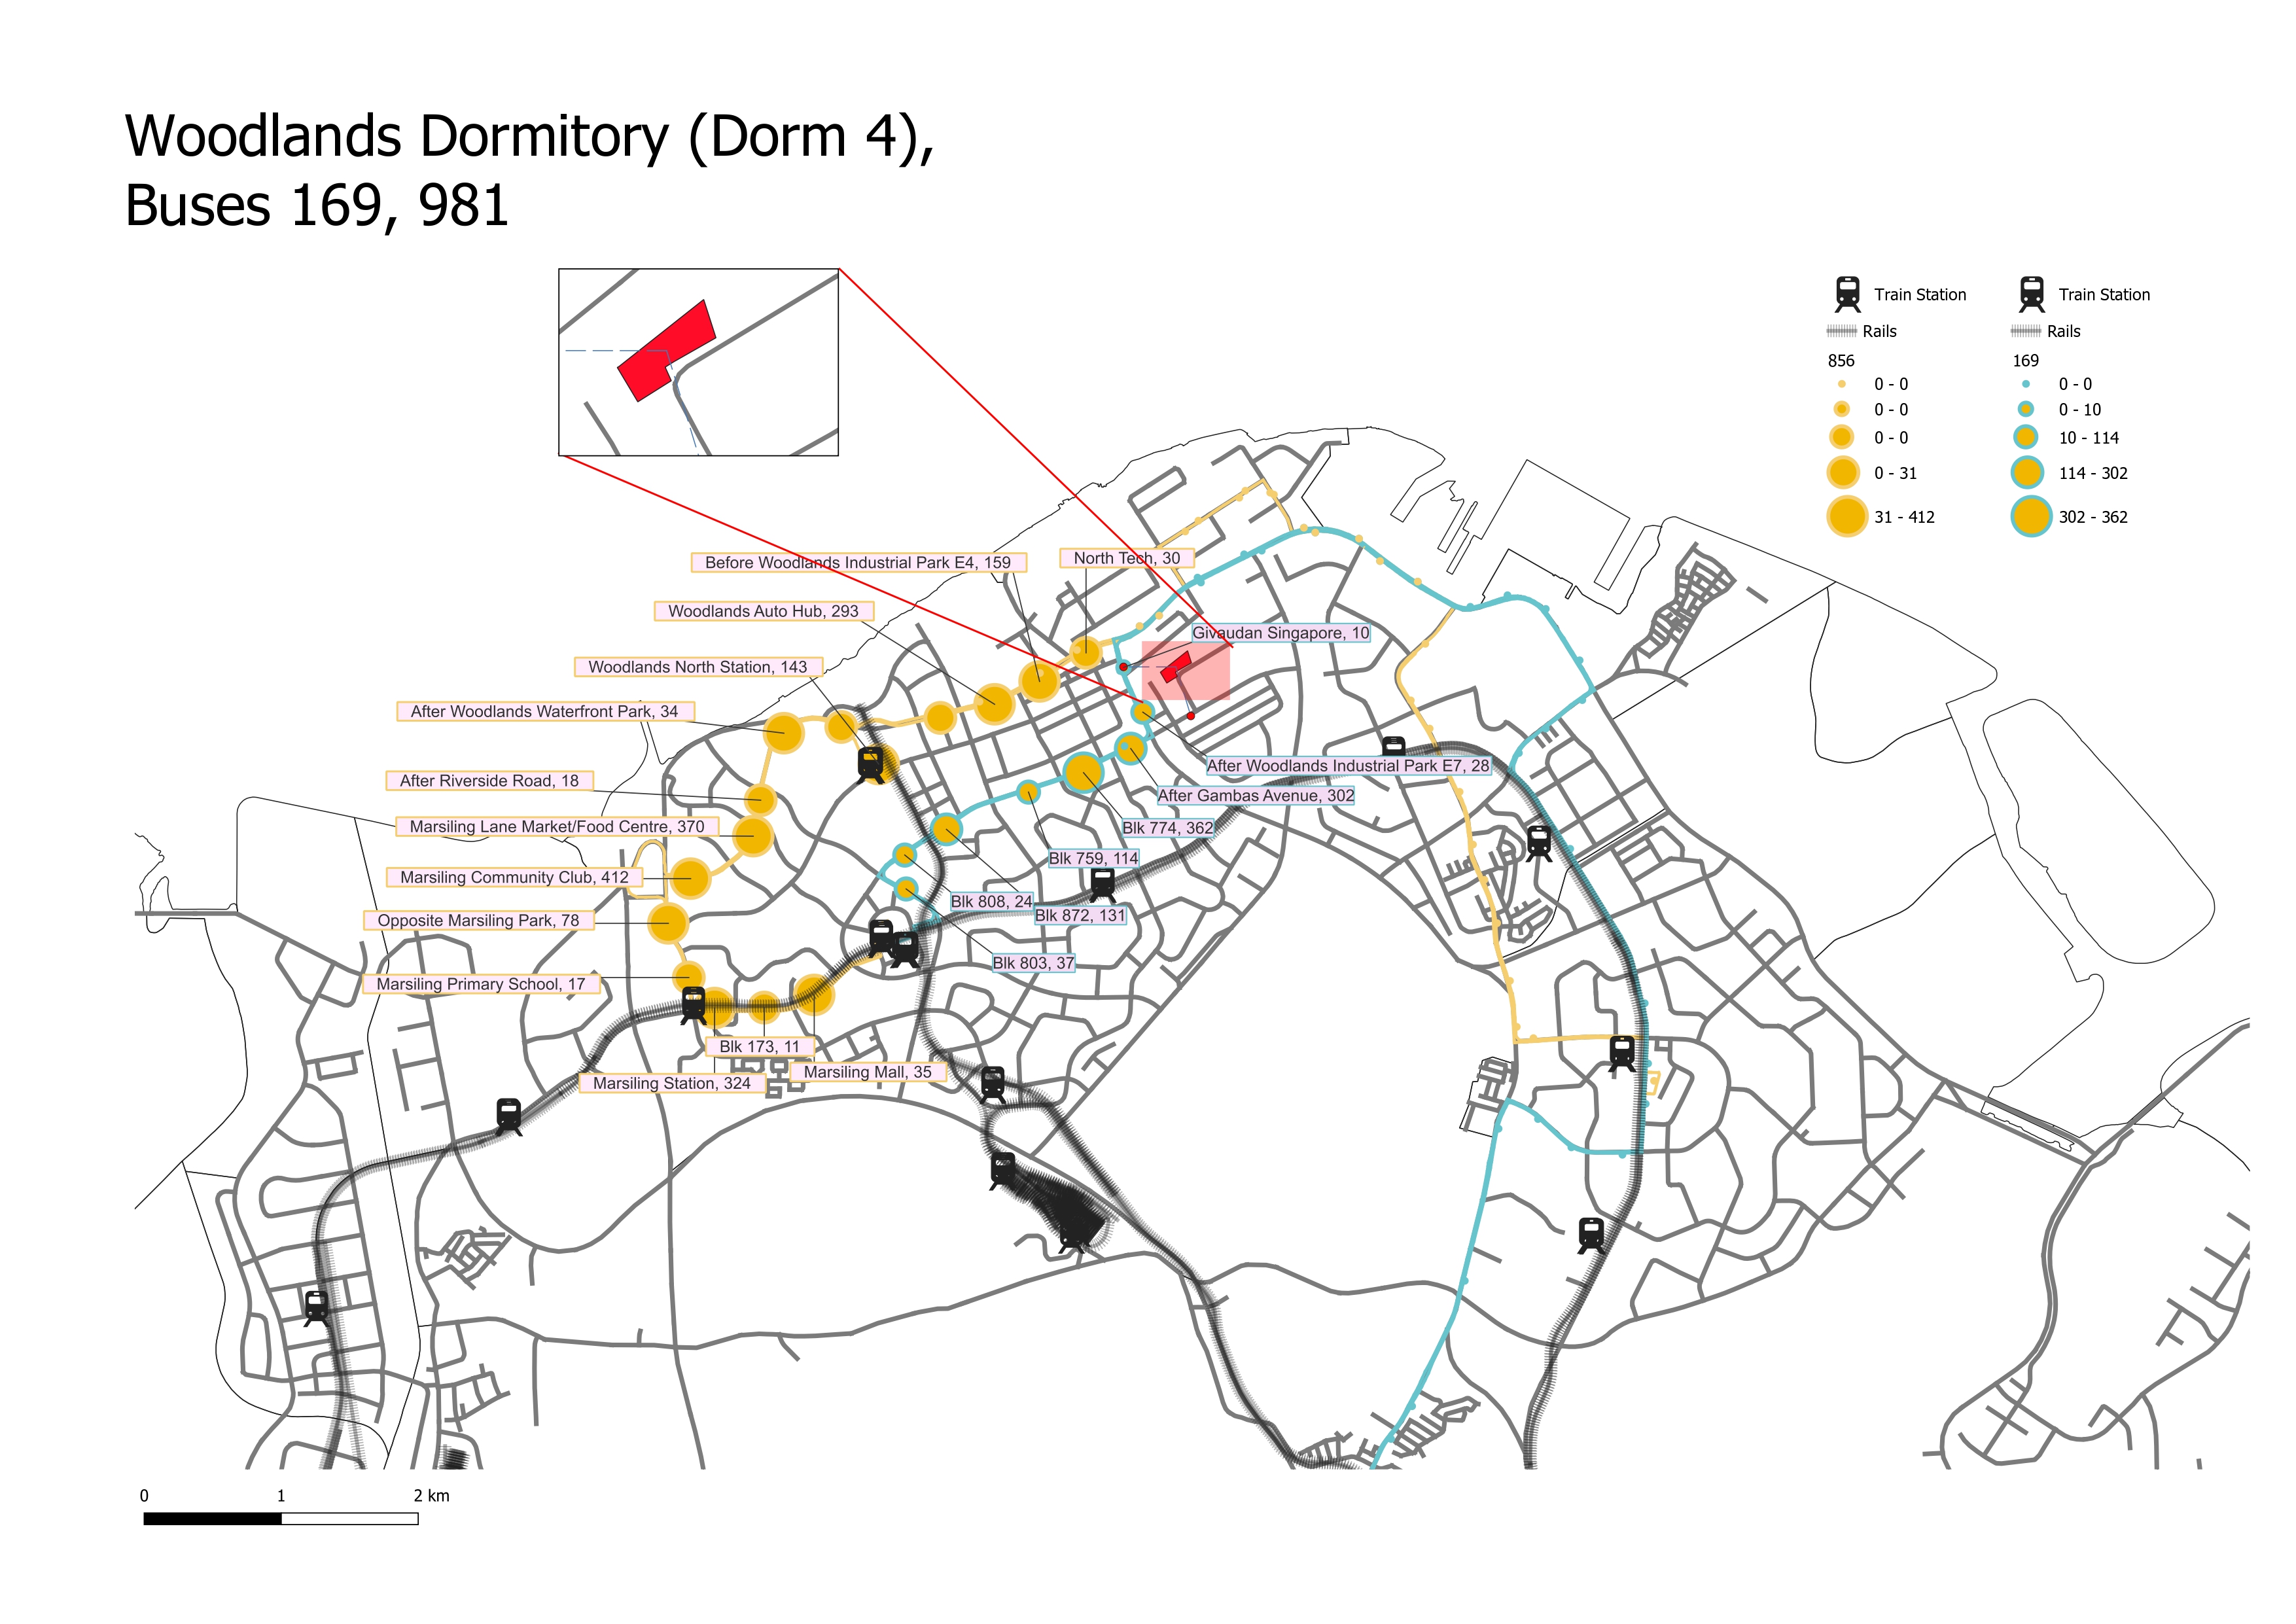 Woodlands Dormitory (Dorm 4),
Buses 169, 981
Train Station
Rails
856
0 - 0
0 - 0
0 - 0
0 - 31
31 - 412
Train Station
Rails
169
0 - 0
0 - 10
10 - 114
114 - 302
302 - 362
Before Woodlands Industrial Park E4, 159
North Tech, 30
Woodlands Auto Hub, 293
Givaudan Singapore, 10
Woodlands North Station, 143
After Woodlands Waterfront Park, 34
After Woodlands Industrial Park E7, 28
After Riverside Road, 18
After Gambas Avenue, 302
Marsiling Lane Market/Food Centre, 370
Blk 774, 362
Blk 759, 114
Marsiling Community Club, 412
Blk 808, 24
Blk 872, 131
Opposite Marsiling Park, 78
Blk 803, 37
Marsiling Primary School, 17
Blk 173, 11
Marsiling Mall, 35
Marsiling Station, 324
0 1 2 km